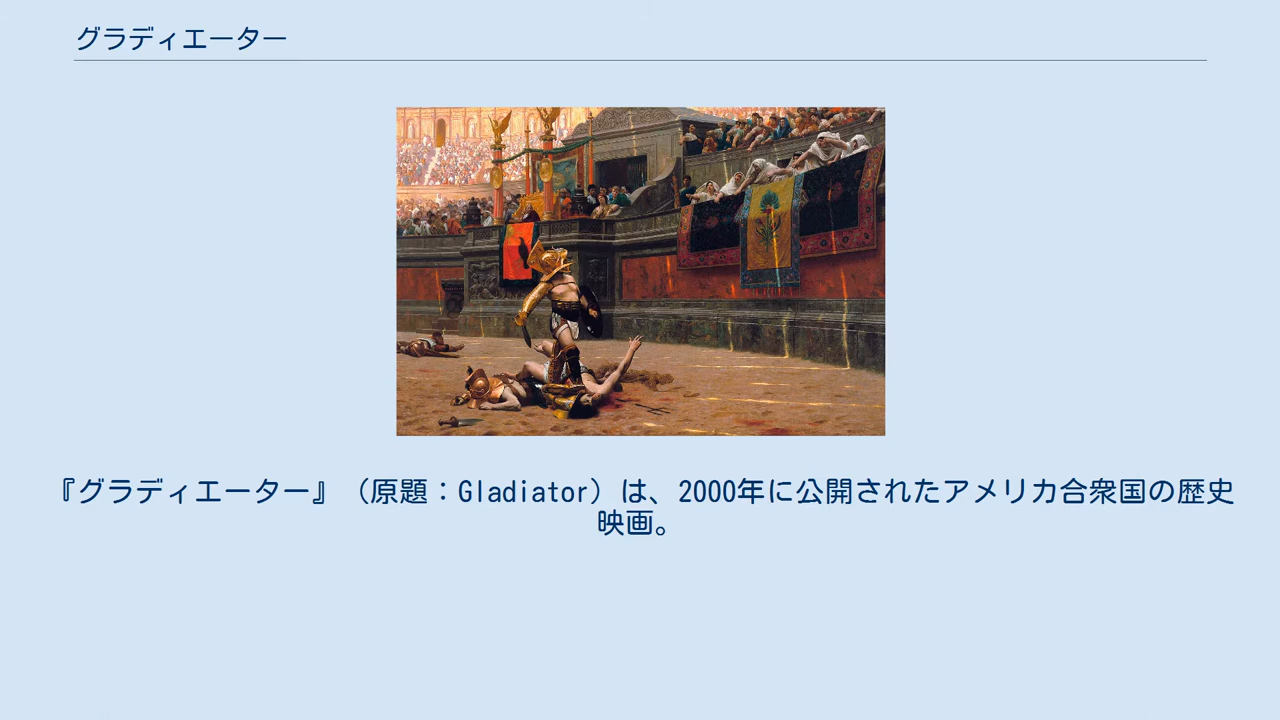 グラディエーター
『グラディエーター』（原題：Gladiator）は、2000年に公開されたアメリカ合衆国の歴史
映画。